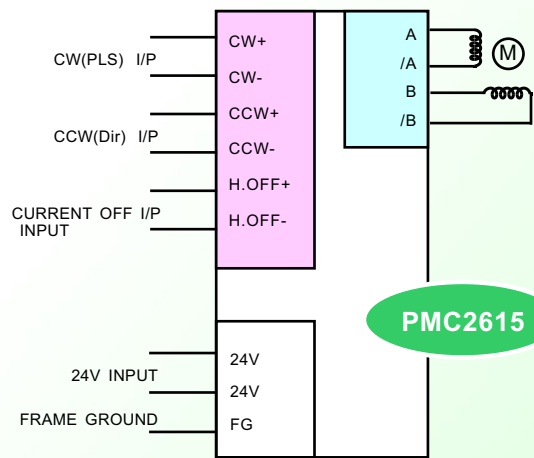 CW(PLS) I/P
CCW(Dir) I/P
CURRENT OFF I/P
INPUT
CW+
CW-
CCW+
CCW-
H.OFF+
H.OFF-
A
/A
B
/B
M
PMC2615
24V INPUT
FRAME GROUND
24V
24V
FG